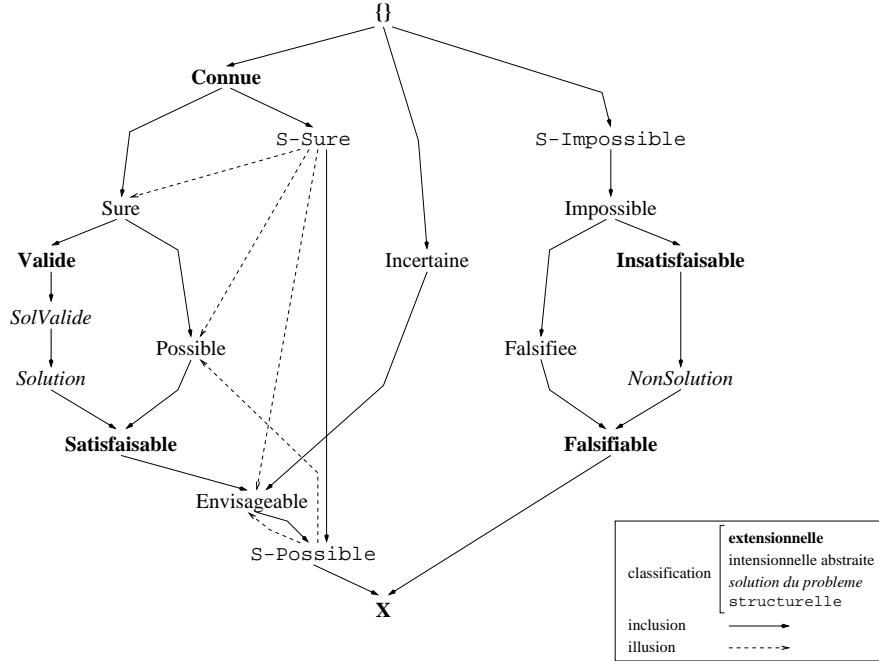 {}
Connue
S-Sure
S-Impossible
Sure
Impossible
Valide
Incertaine
Insatisfaisable
SolValide
Possible
Falsifiee
Solution
NonSolution
Satisfaisable
Falsifiable
Envisageable
S-Possible
X
classification
extensionnelle
intensionnelle abstraite
solution du probleme
structurelle
inclusion
illusion